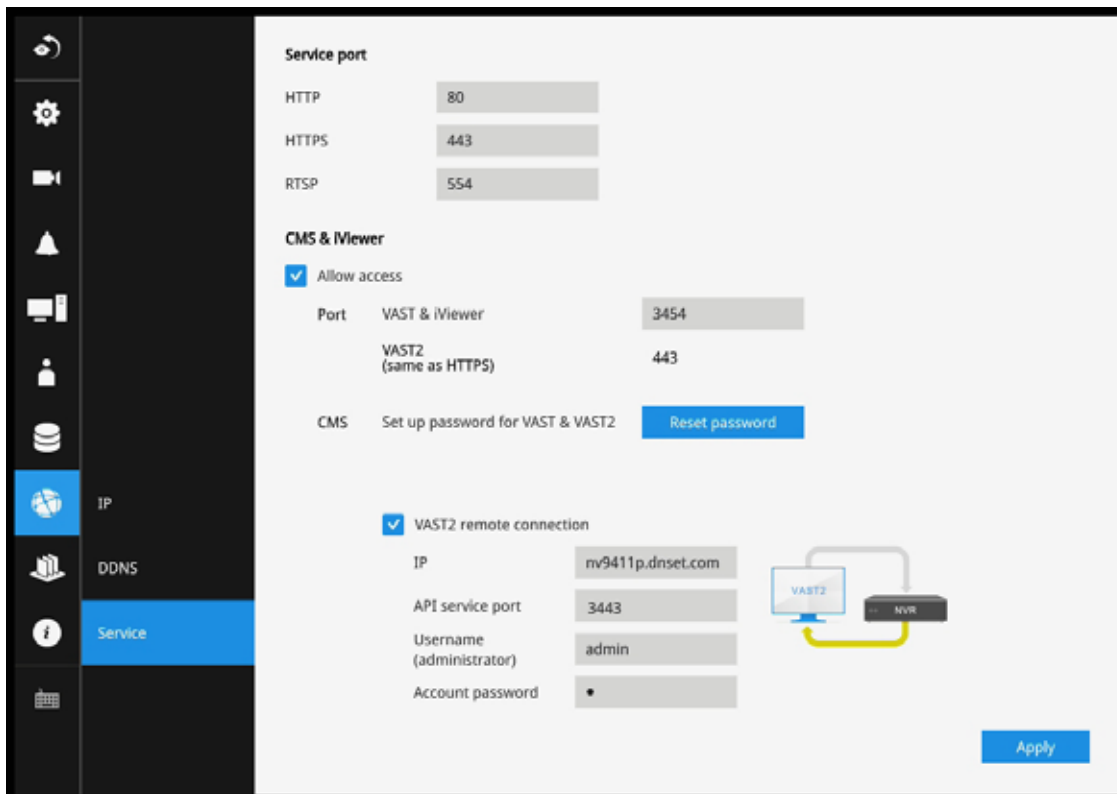 Service port
HTTP 80
HTTPS 443
RTSP 554
CMS & iViewer
Allow access
Port VAST & iViewer 3454
VAST2
(same as HTTPS) 443
CMS Set up password for VAST & VAST2 Reset password
IP
VAST2 remote connection
IP nv9411p.dnset.com
DDNS
API service port 3443
VAST2
NVR
Service
Username
(administrator) admin
Account password •
Apply